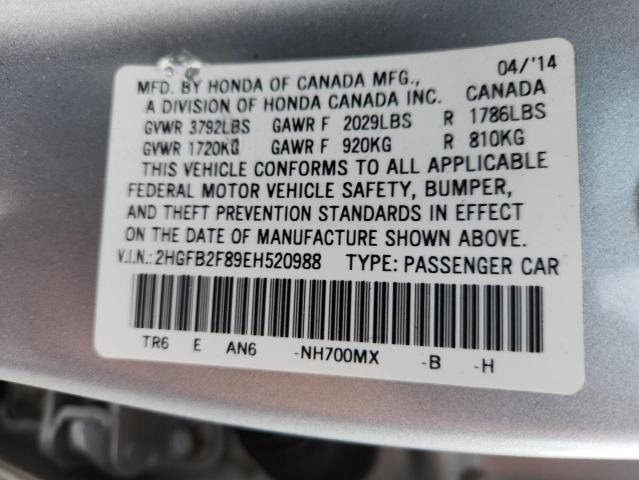 04/'14
MFD. BY HONDA OF CANADA MFG., CANADA
A DIVISION OF HONDA CANADA INC.
GVWR 3792LBS GAWR F 2029LBS R 1786LBS
GVWR 1720KG GAWR F 920KG R 810KG
THIS VEHICLE CONFORMS TO ALL APPLICABLE
FEDERAL MOTOR VEHICLE SAFETY, BUMPER,
AND THEFT PREVENTION STANDARDS IN EFFECT
ON THE DATE OF MANUFACTURE SHOWN ABOVE.
V.I.N.:2HGFB2F89EH520988 TYPE: PASSENGER CAR
TR6 E AN6 -NH700MX -B -H